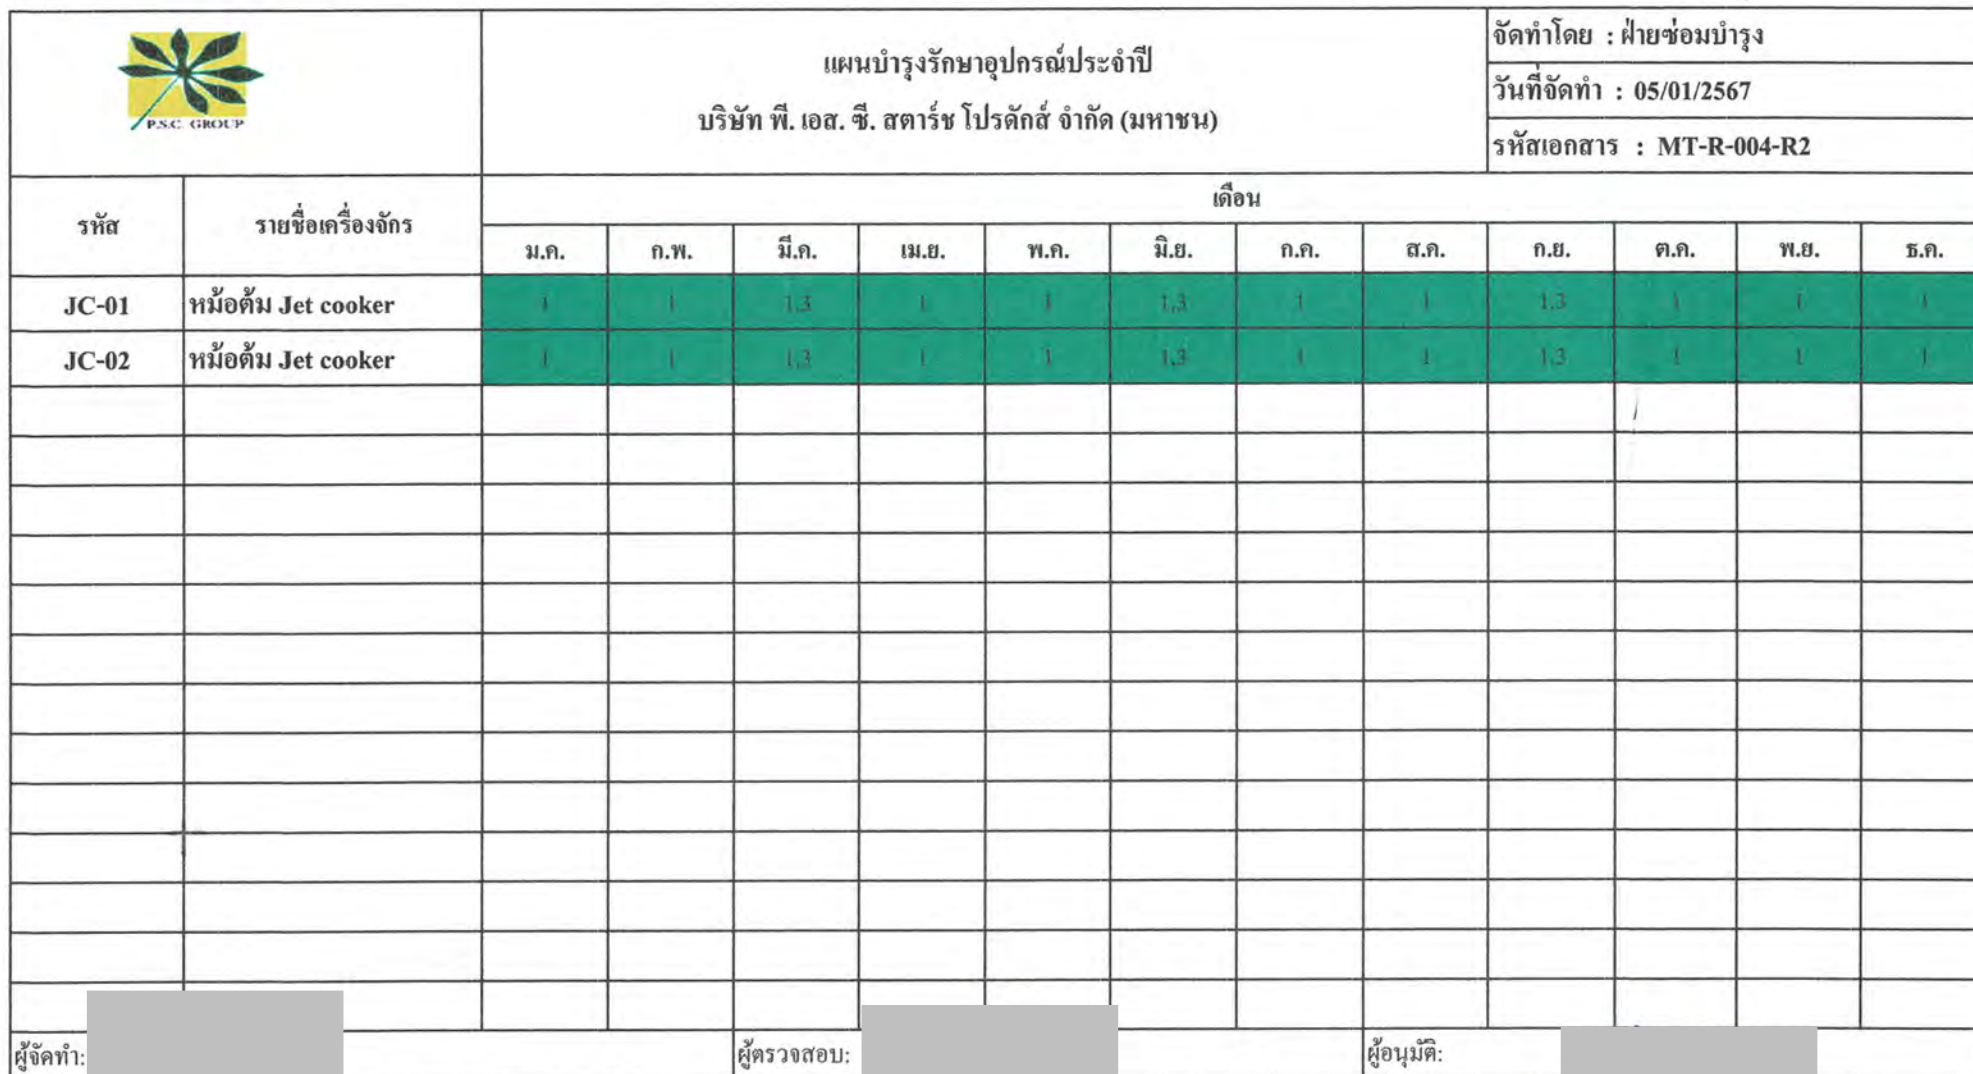 P.S.C. GROUP
แผนบำรุงรักษาอุปกรณ์ประจำปี
บริษัท พี. เอส. ซี. สตาร์ช โปรดักส์ จำกัด (มหาชน)
จัดทำโดย : ฝ่ายซ่อมบำรุง
วันที่จัดทำ : 05/01/2567
รหัสเอกสาร : MT-R-004-R2
รหัส รายชื่อเครื่องจักร เดือน
ม.ค. ก.พ. มี.ค. เม.ย. พ.ค. มิ.ย. ก.ค. ส.ค. ก.ย. ต.ค. พ.ย. ธ.ค.
JC-01 หม้อต้ม Jet cooker 1 1 1,3 1 1 1,3 1 1 1,3 1 1 1
JC-02 หม้อต้ม Jet cooker 1 1 1,3 1 1 1,3 1 1 1,3 1 1 1
ผู้จัดทำ: ผู้ตรวจสอบ: ผู้อนุมัติ: